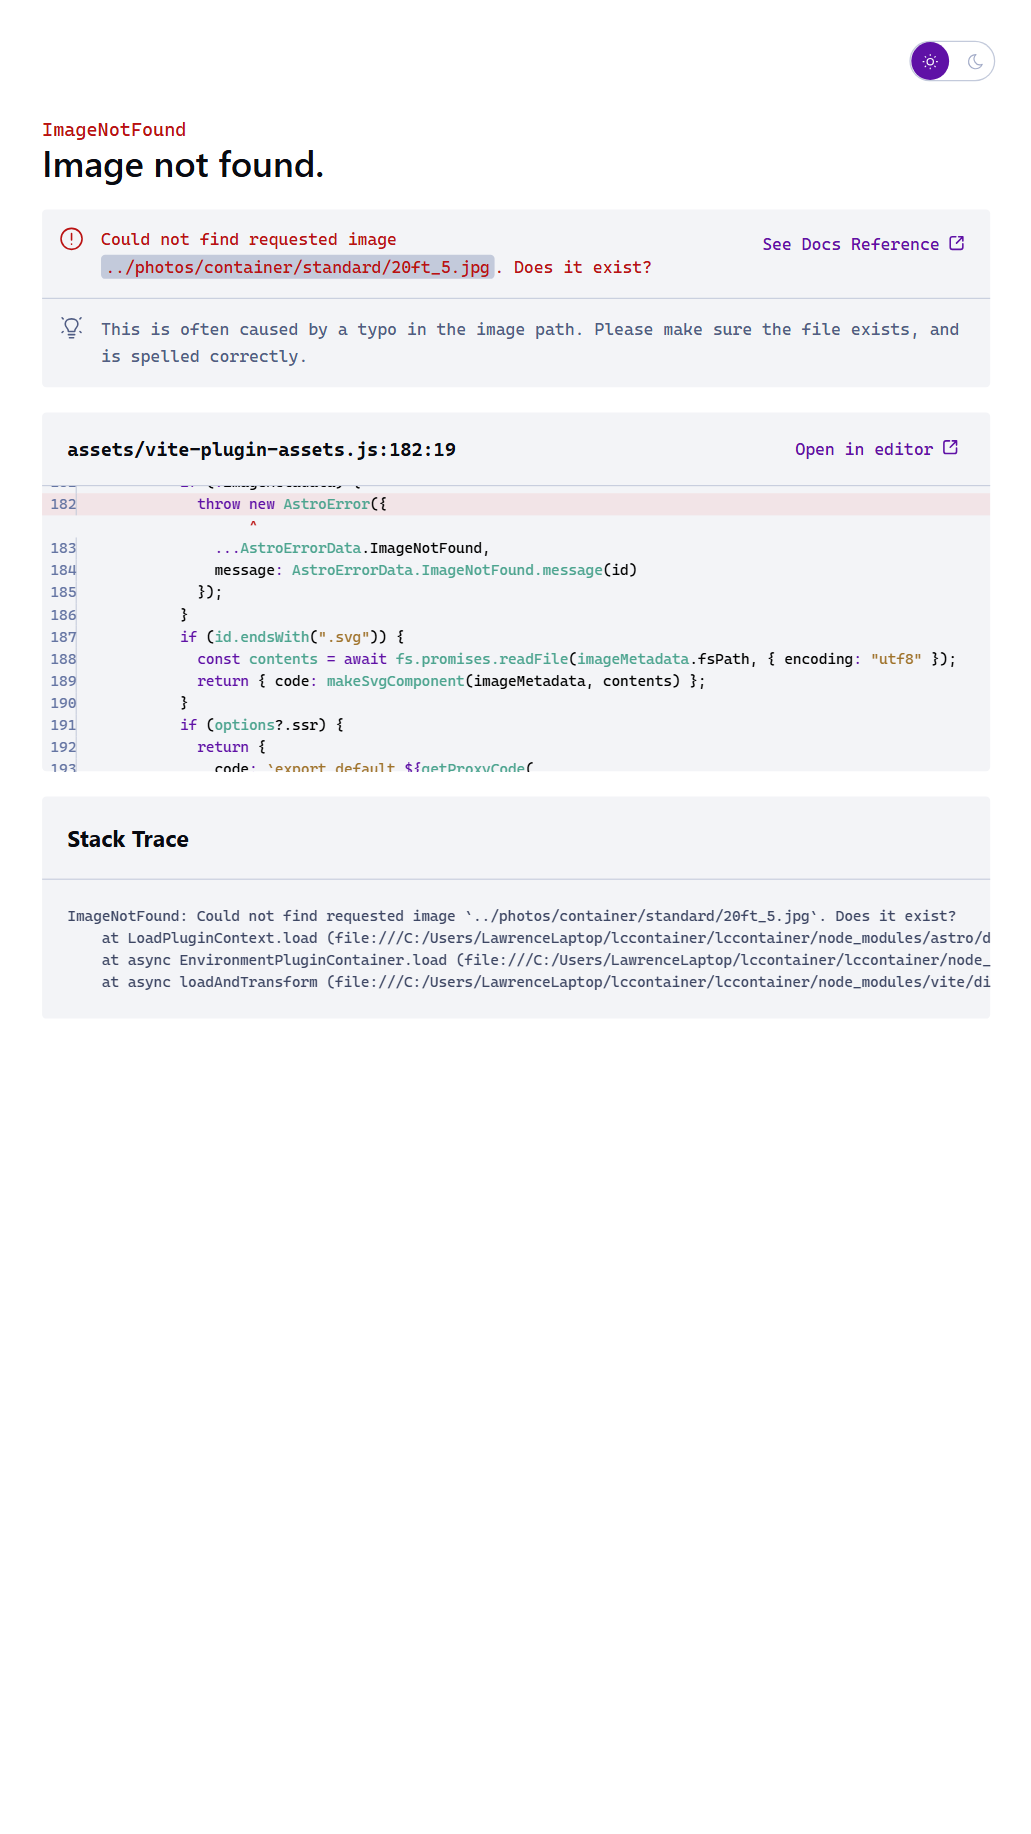 ImageNotFound
Image not found.
Could not find requested image
../photos/container/standard/20ft_5.jpg. Does it exist?
See Docs Reference
This is often caused by a typo in the image path. Please make sure the file exists, and
is spelled correctly.
assets/vite-plugin-assets.js:182:19
Open in editor
182 throw new AstroError({
^
183 ...AstroErrorData.ImageNotFound,
184 message: AstroErrorData.ImageNotFound.message(id)
185 });
186 }
187 if (id.endsWith(".svg")) {
188 const contents = await fs.promises.readFile(imageMetadata.fsPath, { encoding: "utf8" });
189 return { code: makeSvgComponent(imageMetadata, contents) };
190 }
191 if (options?.ssr) {
192 return {
193 code: `export default ${getProxyCode(
Stack Trace
ImageNotFound: Could not find requested image `../photos/container/standard/20ft_5.jpg`. Does it exist?
at LoadPluginContext.load (file:///C:/Users/LawrenceLaptop/lccontainer/lccontainer/node_modules/astro/d
at async EnvironmentPluginContainer.load (file:///C:/Users/LawrenceLaptop/lccontainer/lccontainer/node_
at async loadAndTransform (file:///C:/Users/LawrenceLaptop/lccontainer/lccontainer/node_modules/vite/di